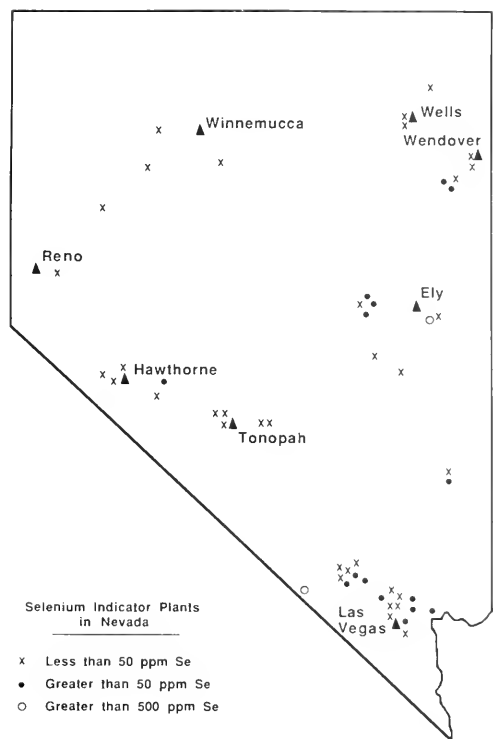 Winnemucca
Wells
Wendover
Reno
Ely
Hawthorne
Tonopah
Las
Vegas
Selenium Indicator Plants
in Nevada
x Less than 50 ppm Se
● Greater than 50 ppm Se
○ Greater than 500 ppm Se